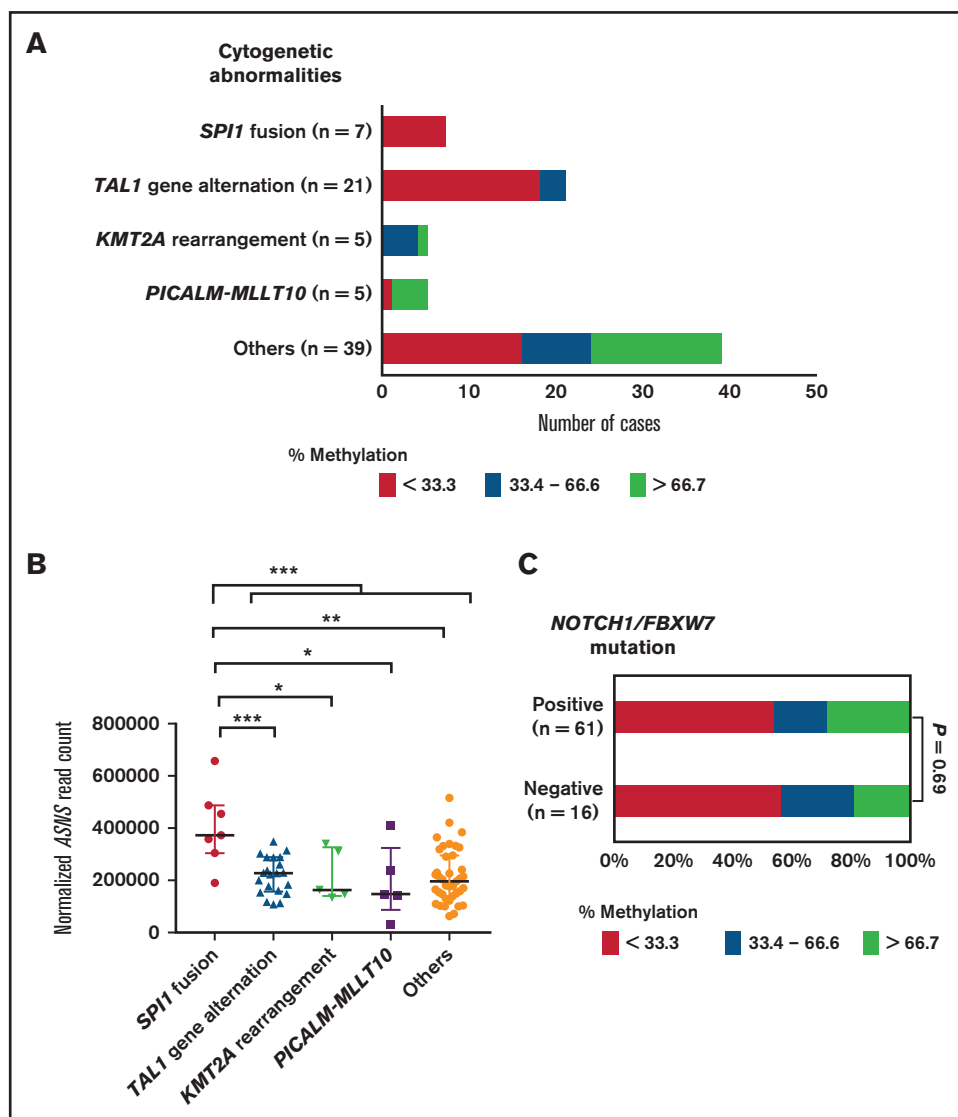 A
Cytogenetic
abnormalities
SPI1 fusion (n = 7)
TAL1 gene alternation (n = 21)
KMT2A rearrangement (n = 5)
PICALM-MLLT10 (n = 5)
Others (n = 39)
0 10 20 30 40 50
Number of cases
% Methylation
< 33.3 33.4 – 66.6 > 66.7
B
***
**
*
*
***
800000
600000
400000
200000
0
Normalized ASNS read count
SPI1 fusion
TAL1 gene alternation
KMT2A rearrangement
PICALM-MLLT10
Others
C
NOTCH1/FBXW7
mutation
Positive
(n = 61)
Negative
(n = 16)
P = 0.69
0% 20% 40% 60% 80% 100%
% Methylation
< 33.3 33.4 – 66.6 > 66.7